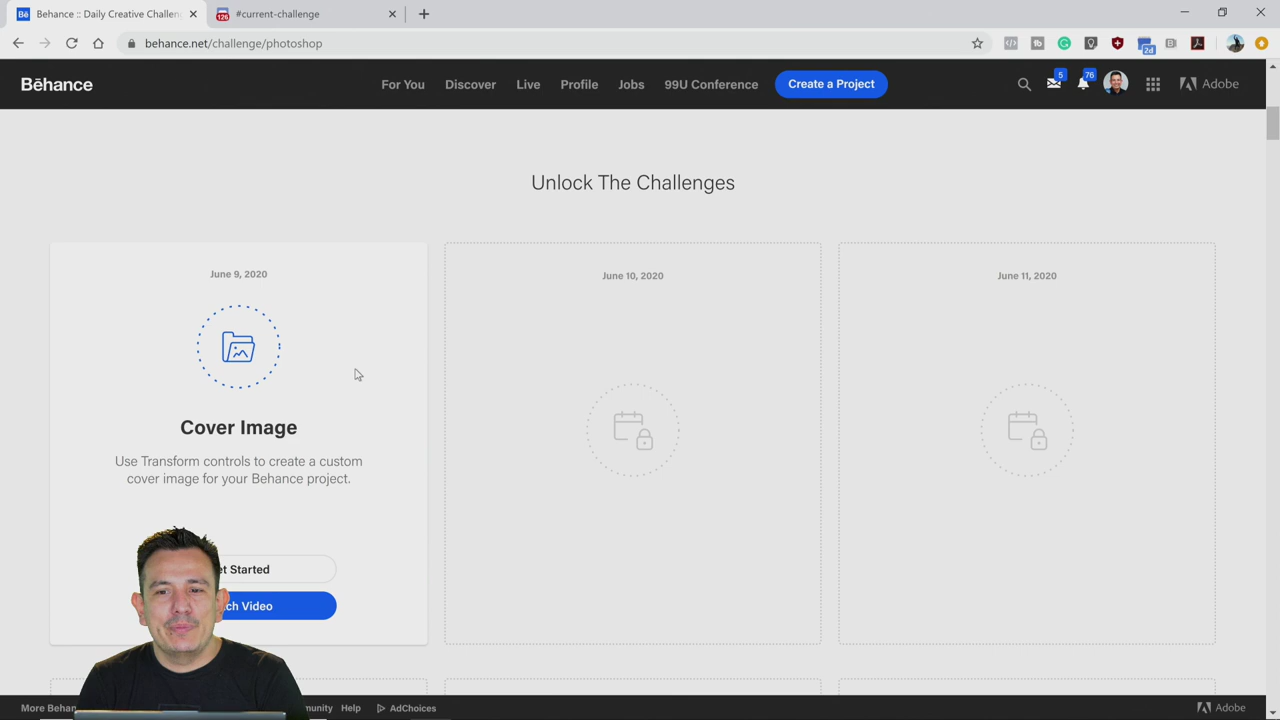 Behance :: Daily Creative Challen
#current-challenge
behance.net/challenge/photoshop
2d
Bēhance
For You
Discover
Live
Profile
Jobs
99U Conference
Create a Project
5
76
Adobe
Unlock The Challenges
June 9, 2020
Cover Image
Use Transform controls to create a custom
cover image for your Behance project.
et Started
ch Video
June 10, 2020
June 11, 2020
More Behan
munity
Help
AdChoices
Adobe